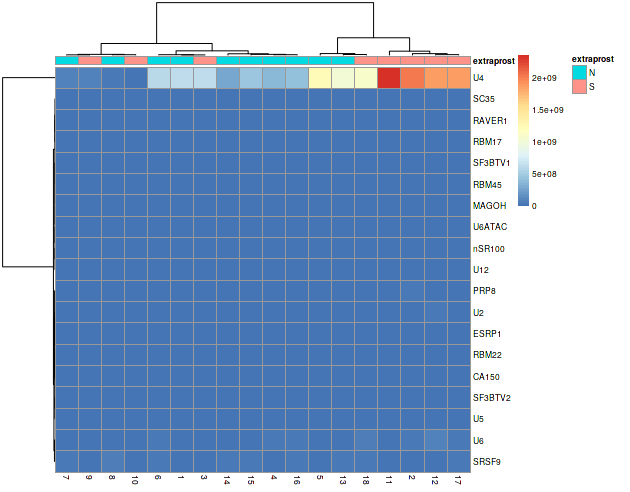 extraprost
U4
SC35
RAVER1
RBM17
SF3BTV1
RBM45
MAGOH
U6ATAC
nSR100
U12
PRP8
U2
ESRP1
RBM22
CA150
SF3BTV2
U5
U6
SRSF9
7 9 8 10 6 1 3 14 15 4 16 5 13 18 11 2 12 17
2e+09
1.5e+09
1e+09
5e+08
0
extraprost
N
S